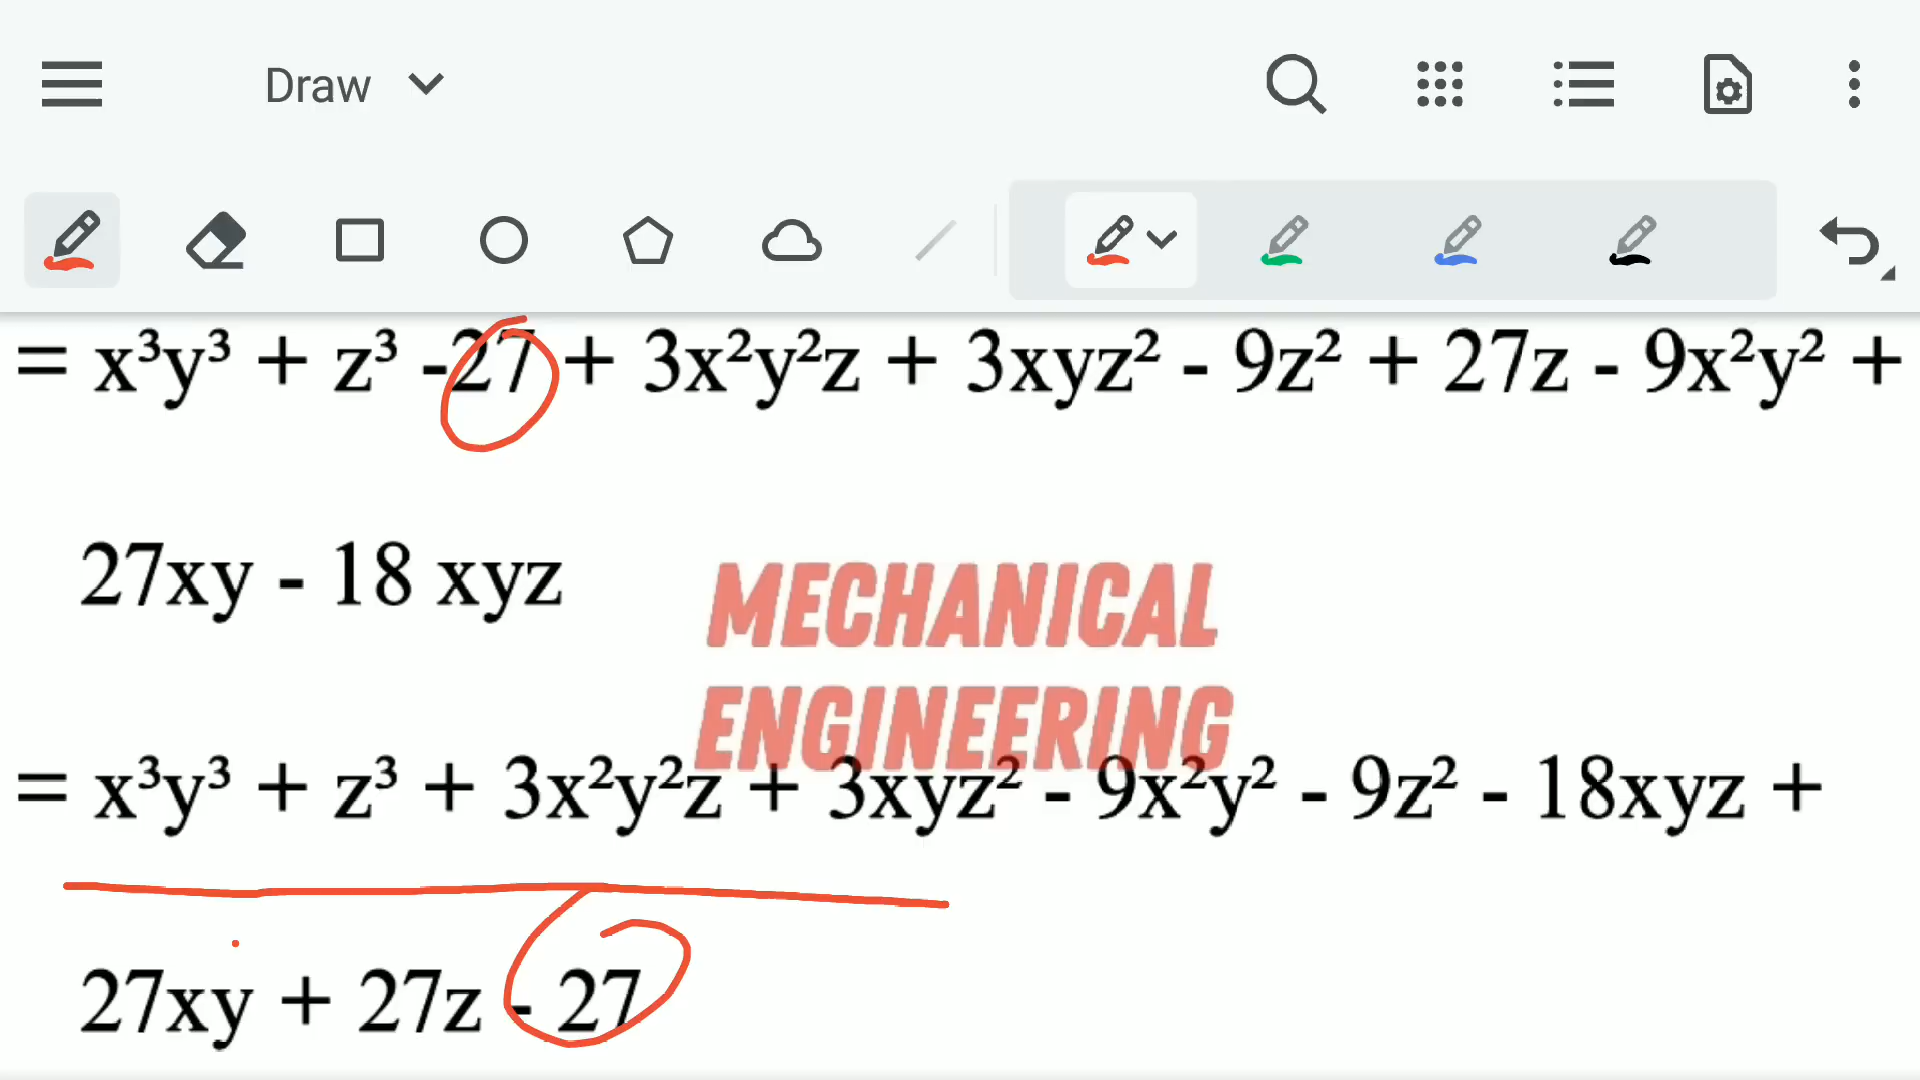 Draw
= x³y³ + z³ -27 + 3x²y²z + 3xyz² - 9z² + 27z - 9x²y² +
27xy - 18 xyz
MECHANICAL
ENGINEERING
= x³y³ + z³ + 3x²y²z + 3xyz² - 9x²y² - 9z² - 18xyz +
27xy + 27z - 27